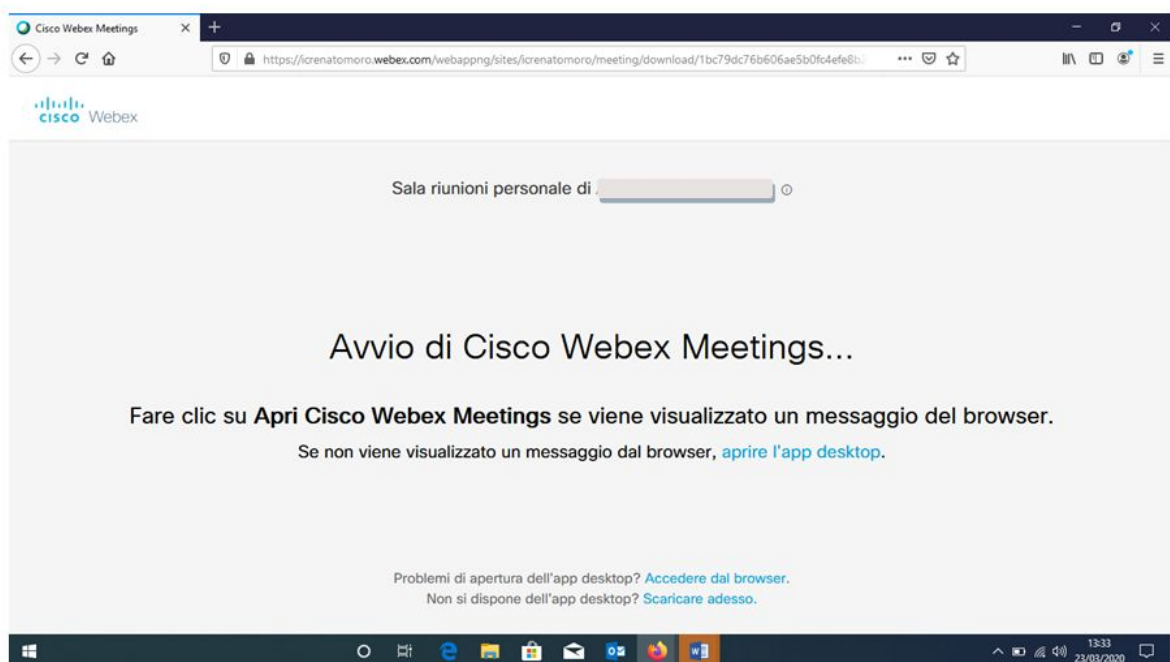 Cisco Webex Meetings
https://icrenatomoro.webex.com/webappng/sites/icrenatomoro/meeting/download/1bc79dc76b606ae5b0fc4efe8b
CISCO Webex
Sala riunioni personale di
Avvio di Cisco Webex Meetings...
Fare clic su Apri Cisco Webex Meetings se viene visualizzato un messaggio del browser.
Se non viene visualizzato un messaggio dal browser, aprire l'app desktop.
Problemi di apertura dell'app desktop? Accedere dal browser.
Non si dispone dell'app desktop? Scaricare adesso.
13:33
23/03/2020